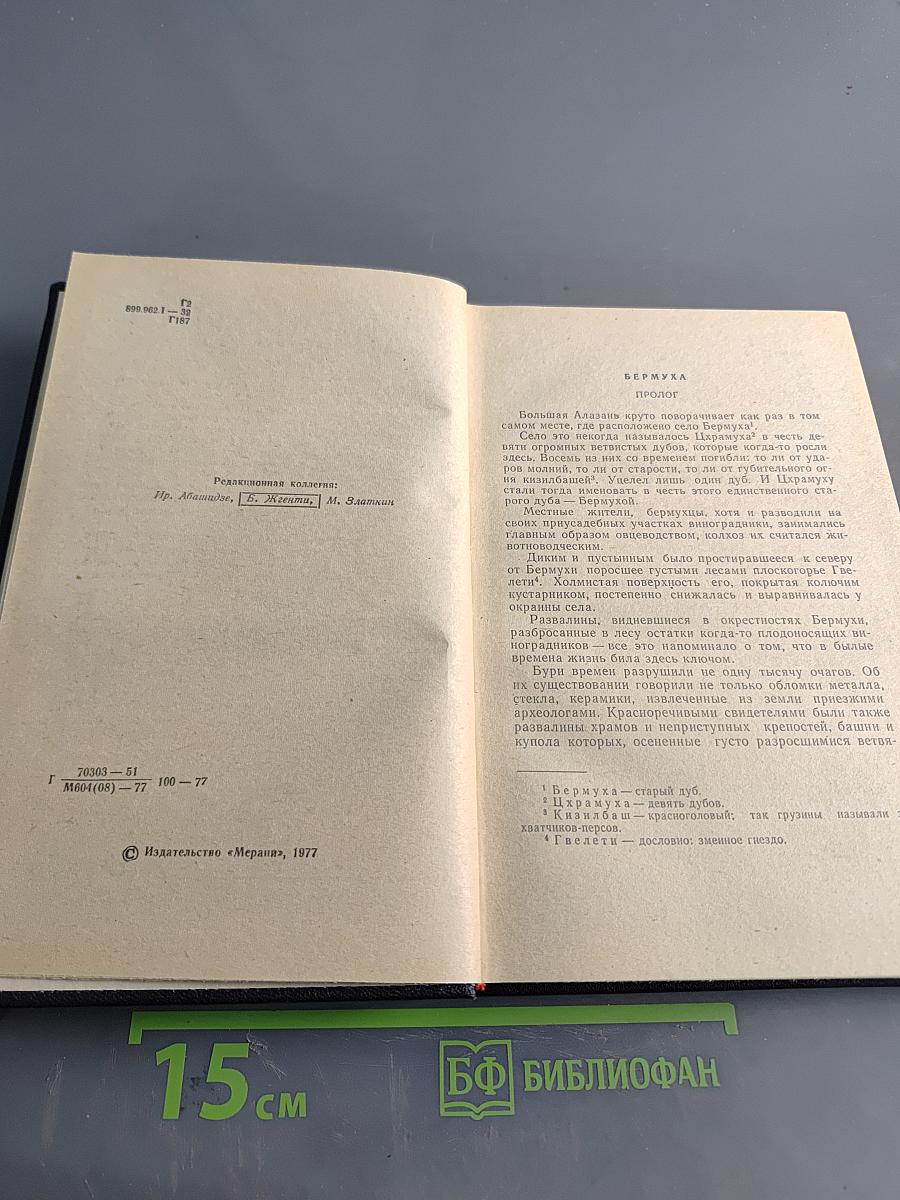 Г2
899.962.1 — 32
Г187
Редакционная коллегия:
Ир. Абашидзе, Б. Жгенти, М. Златкин
Г 70303 — 51 100 — 77
М604(08) — 77
© Издательство «Мерани», 1977
БЕРМУХА
ПРОЛОГ
Большая Алазань круто поворачивает как раз в том
самом месте, где расположено село Бермуха¹.
Село это некогда называлось Цхрамуха² в честь де-
вяти огромных ветвистых дубов, которые когда-то росли
здесь. Восемь из них со временем погибли: то ли от уда-
ров молний, то ли от старости, то ли от губительного ог-
ня кизилбашей³. Уцелел лишь один дуб. И Цхрамуху
стали тогда именовать в честь этого единственного ста-
рого дуба — Бермухой.
Местные жители, бермухцы, хотя и разводили на
своих приусадебных участках виноградники, занимались
главным образом овцеводством, колхоз их считался жи-
вотноводческим.
Диким и пустынным было простиравшееся к северу
от Бермухи поросшее густыми лесами плоскогорье Гве-
лети⁴. Холмистая поверхность его, покрытая колючим
кустарником, постепенно снижалась и выравнивалась у
окраины села.
Развалины, видневшиеся в окрестностях Бермухи,
разбросанные в лесу остатки когда-то плодоносящих ви-
ноградников — все это напоминало о том, что в былые
времена жизнь била здесь ключом.
Бури времен разрушили не одну тысячу очагов. Об
их существовании говорили не только обломки металла,
стекла, керамики, извлеченные из земли приезжими
археологами. Красноречивыми свидетелями были также
развалины храмов и неприступных крепостей, башни и
купола которых, осененные густо разросшимися ветвя-
¹ Бермуха — старый дуб.
² Цхрамуха — девять дубов.
³ Кизилбаш — красноголовый; так грузины называли з
хватчиков-персов.
⁴ Гвелети — дословно: змеиное гнездо.
15 см
БФ БИБЛИОФАН